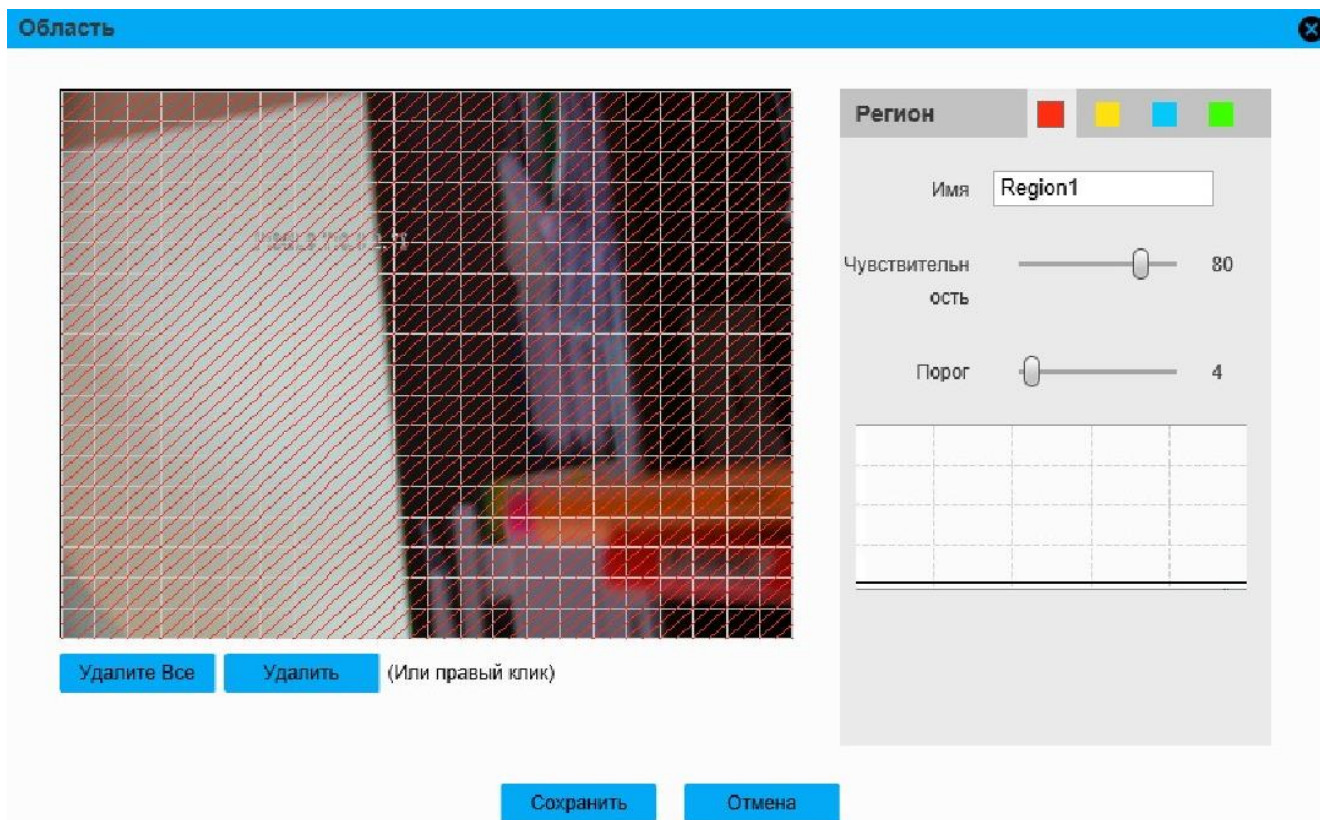 Область
Регион
Имя Region1
Чувствительн
ость
80
Порог 4
Удалите Все Удалить (Или правый клик)
Сохранить Отмена